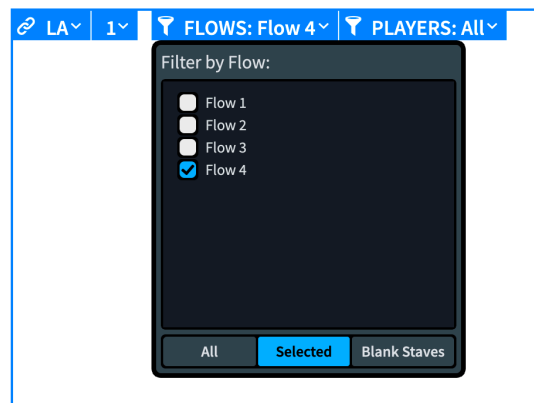 LA 1 FLOWS: Flow 4 PLAYERS: All
Filter by Flow:
Flow 1
Flow 2
Flow 3
Flow 4
All Selected Blank Staves